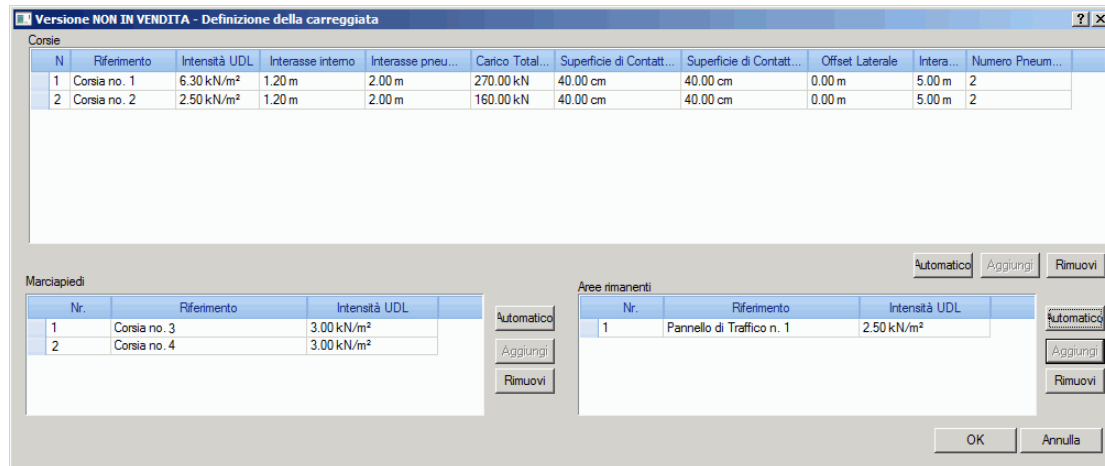 Versione NON IN VENDITA - Definizione della carreggiata
Corsie
N Riferimento Intensità UDL Interasse interno Interasse pneu... Carico Total... Superficie di Contatt... Superficie di Contatt... Offset Laterale Intera... Numero Pneum...
1 Corsia no. 1 6.30 kN/m² 1.20 m 2.00 m 270.00 kN 40.00 cm 40.00 cm 0.00 m 5.00 m 2
2 Corsia no. 2 2.50 kN/m² 1.20 m 2.00 m 160.00 kN 40.00 cm 40.00 cm 0.00 m 5.00 m 2
Automatico Aggiungi Rimuovi
Marciapiedi
Nr. Riferimento Intensità UDL
1 Corsia no. 3 3.00 kN/m²
2 Corsia no. 4 3.00 kN/m²
Automatico
Aggiungi
Rimuovi
Aree rimanenti
Nr. Riferimento Intensità UDL
1 Pannello di Traffico n. 1 2.50 kN/m²
Automatico
Aggiungi
Rimuovi
OK Annulla